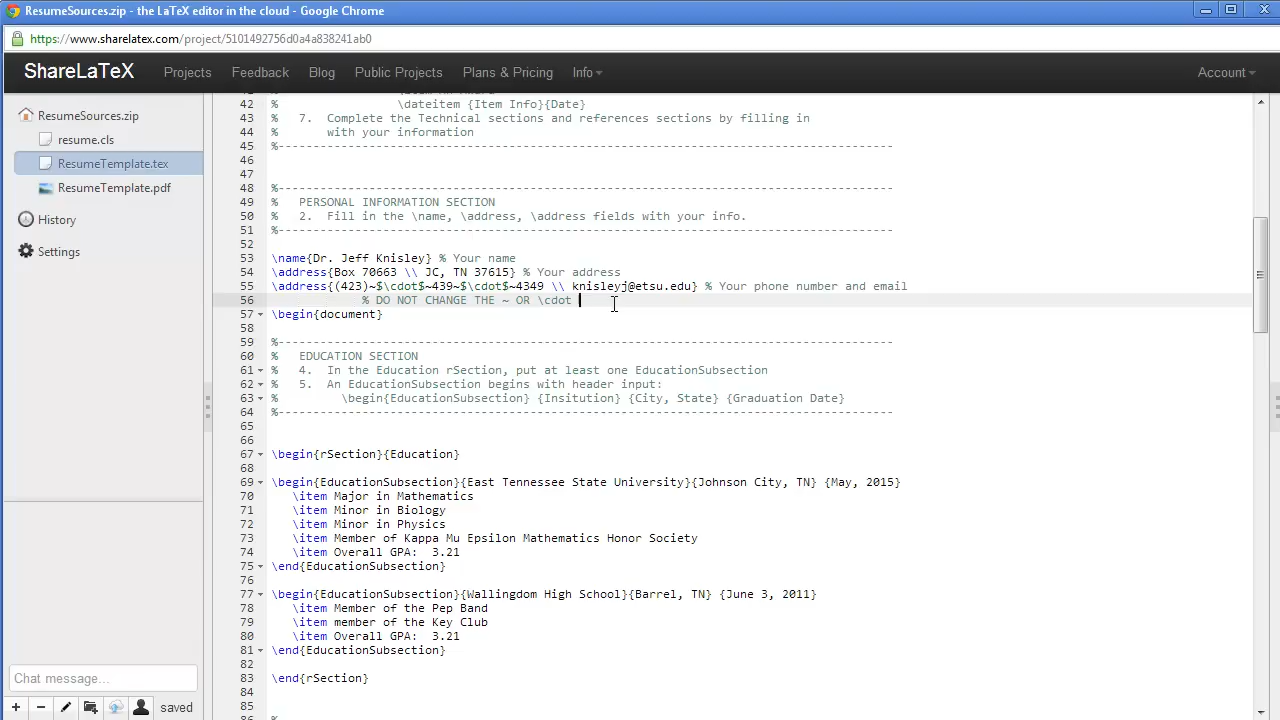 ResumeSources.zip - the LaTeX editor in the cloud - Google Chrome
https://www.sharelatex.com/project/5101492756d0a4a838241ab0
ShareLaTeX Projects Feedback Blog Public Projects Plans & Pricing Info Account
ResumeSources.zip
resume.cls
ResumeTemplate.tex
ResumeTemplate.pdf
History
Settings
Chat message...
saved
42 % \dateitem {Item Info}{Date}
43 % 7. Complete the Technical sections and references sections by filling in
44 % with your information
45 %----------------------------------------------------------------------------------------
46
47
48 %----------------------------------------------------------------------------------------
49 % PERSONAL INFORMATION SECTION
50 % 2. Fill in the \name, \address, \address fields with your info.
51 %----------------------------------------------------------------------------------------
52
53 \name{Dr. Jeff Knisley} % Your name
54 \address{Box 70663 \\ JC, TN 37615} % Your address
55 \address{(423)~$\cdot$~439~$\cdot$~4349 \\ knisleyj@etsu.edu} % Your phone number and email
56 % DO NOT CHANGE THE ~ OR \cdot
57 \begin{document}
58
59 %----------------------------------------------------------------------------------------
60 % EDUCATION SECTION
61 % 4. In the Education rSection, put at least one EducationSubsection
62 % 5. An EducationSubsection begins with header input:
63 % \begin{EducationSubsection} {Insitution} {City, State} {Graduation Date}
64 %----------------------------------------------------------------------------------------
65
66
67 \begin{rSection}{Education}
68
69 \begin{EducationSubsection}{East Tennessee State University}{Johnson City, TN} {May, 2015}
70 \item Major in Mathematics
71 \item Minor in Biology
72 \item Minor in Physics
73 \item Member of Kappa Mu Epsilon Mathematics Honor Society
74 \item Overall GPA: 3.21
75 \end{EducationSubsection}
76
77 \begin{EducationSubsection}{Wallingdom High School}{Barrel, TN} {June 3, 2011}
78 \item Member of the Pep Band
79 \item member of the Key Club
80 \item Overall GPA: 3.21
81 \end{EducationSubsection}
82
83 \end{rSection}
84
85